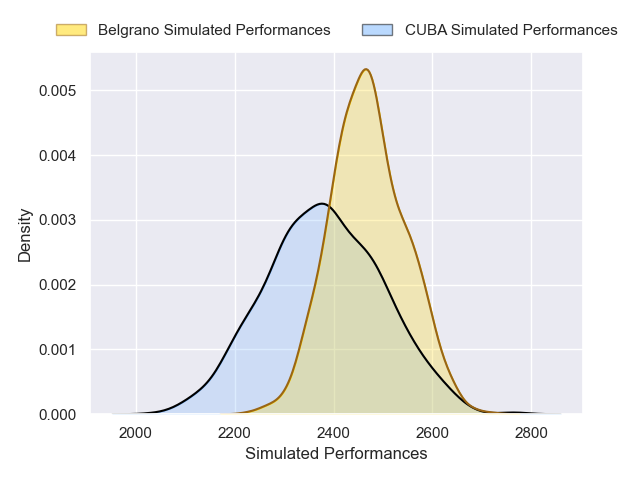 Belgrano Simulated Performances CUBA Simulated Performances
0.005
0.004
0.003
0.002
0.001
0.000
Density
2000 2200 2400 2600 2800
Simulated Performances